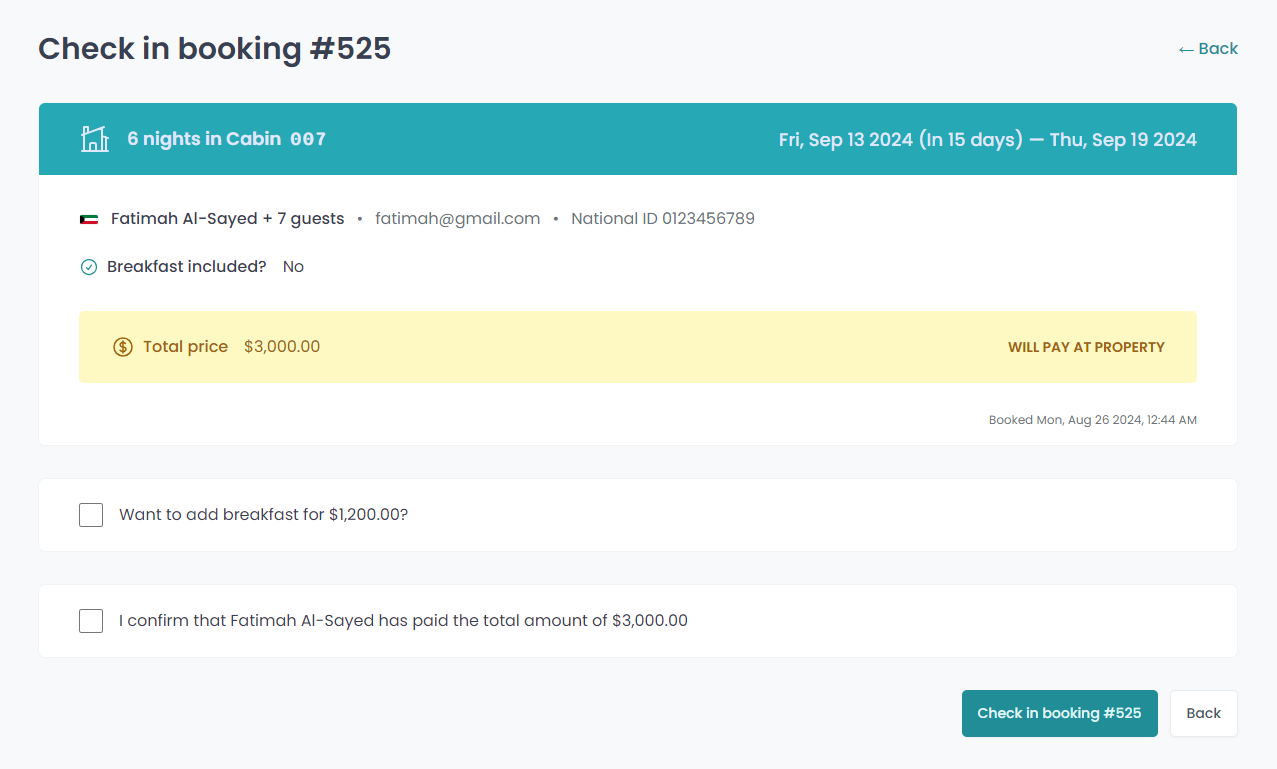 Check in booking #525
← Back
6 nights in Cabin 007
Fri, Sep 13 2024 (In 15 days) — Thu, Sep 19 2024
Fatimah Al-Sayed + 7 guests • fatimah@gmail.com • National ID 0123456789
Breakfast included? No
Total price $3,000.00
WILL PAY AT PROPERTY
Booked Mon, Aug 26 2024, 12:44 AM
Want to add breakfast for $1,200.00?
I confirm that Fatimah Al-Sayed has paid the total amount of $3,000.00
Check in booking #525
Back